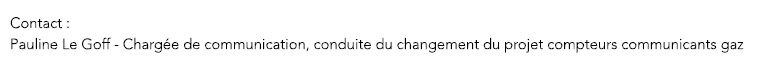 Contact :
Pauline Le Goff - Chargée de communication, conduite du changement du projet compteurs communicants gaz